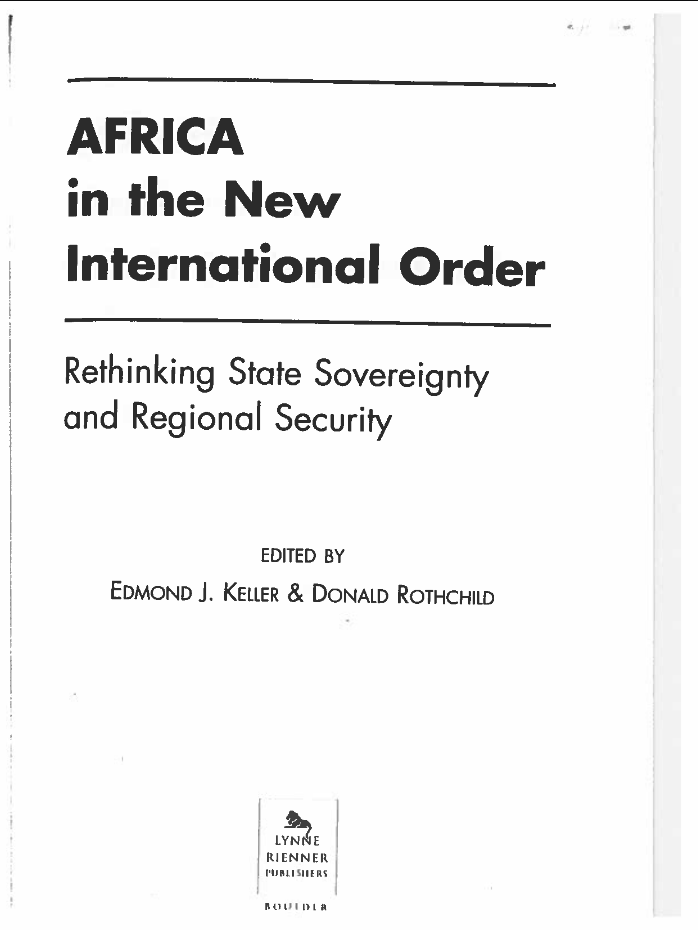 AFRICA
in the New
International Order
Rethinking State Sovereignty
and Regional Security
EDITED BY
EDMOND J. KELLER & DONALD ROTHCHILD
LYNNE
RIENNER
PUBLISHERS
BOULDER